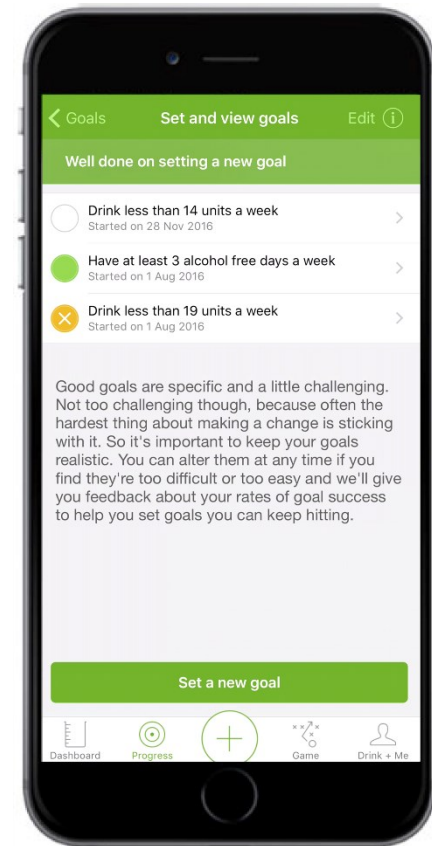 Goals
Set and view goals
Edit
Well done on setting a new goal
Drink less than 14 units a week
Started on 28 Nov 2016
Have at least 3 alcohol free days a week
Started on 1 Aug 2016
Drink less than 19 units a week
Started on 1 Aug 2016
Good goals are specific and a little challenging.
Not too challenging though, because often the
hardest thing about making a change is sticking
with it. So it's important to keep your goals
realistic. You can alter them at any time if you
find they're too difficult or too easy and we'll give
you feedback about your rates of goal success
to help you set goals you can keep hitting.
Set a new goal
Dashboard
Progress
Game
Drink + Me